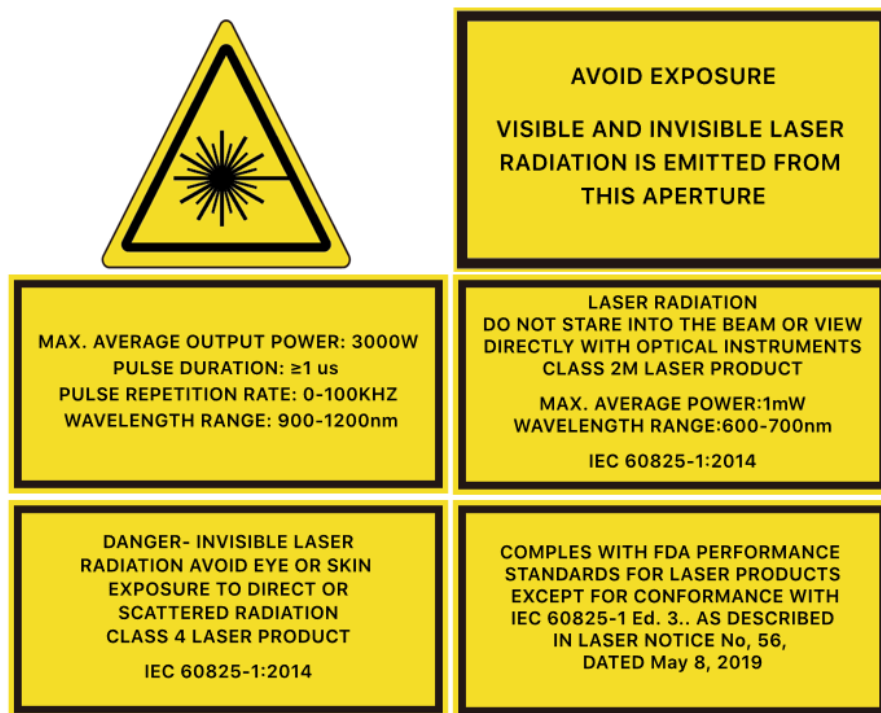 AVOID EXPOSURE
VISIBLE AND INVISIBLE LASER
RADIATION IS EMITTED FROM
THIS APERTURE
MAX. AVERAGE OUTPUT POWER: 3000W
PULSE DURATION: ≥1 us
PULSE REPETITION RATE: 0-100KHZ
WAVELENGTH RANGE: 900-1200nm
LASER RADIATION
DO NOT STARE INTO THE BEAM OR VIEW
DIRECTLY WITH OPTICAL INSTRUMENTS
CLASS 2M LASER PRODUCT
MAX. AVERAGE POWER:1mW
WAVELENGTH RANGE:600-700nm
IEC 60825-1:2014
DANGER- INVISIBLE LASER
RADIATION AVOID EYE OR SKIN
EXPOSURE TO DIRECT OR
SCATTERED RADIATION
CLASS 4 LASER PRODUCT
IEC 60825-1:2014
COMPLES WITH FDA PERFORMANCE
STANDARDS FOR LASER PRODUCTS
EXCEPT FOR CONFORMANCE WITH
IEC 60825-1 Ed. 3.. AS DESCRIBED
IN LASER NOTICE No, 56,
DATED May 8, 2019